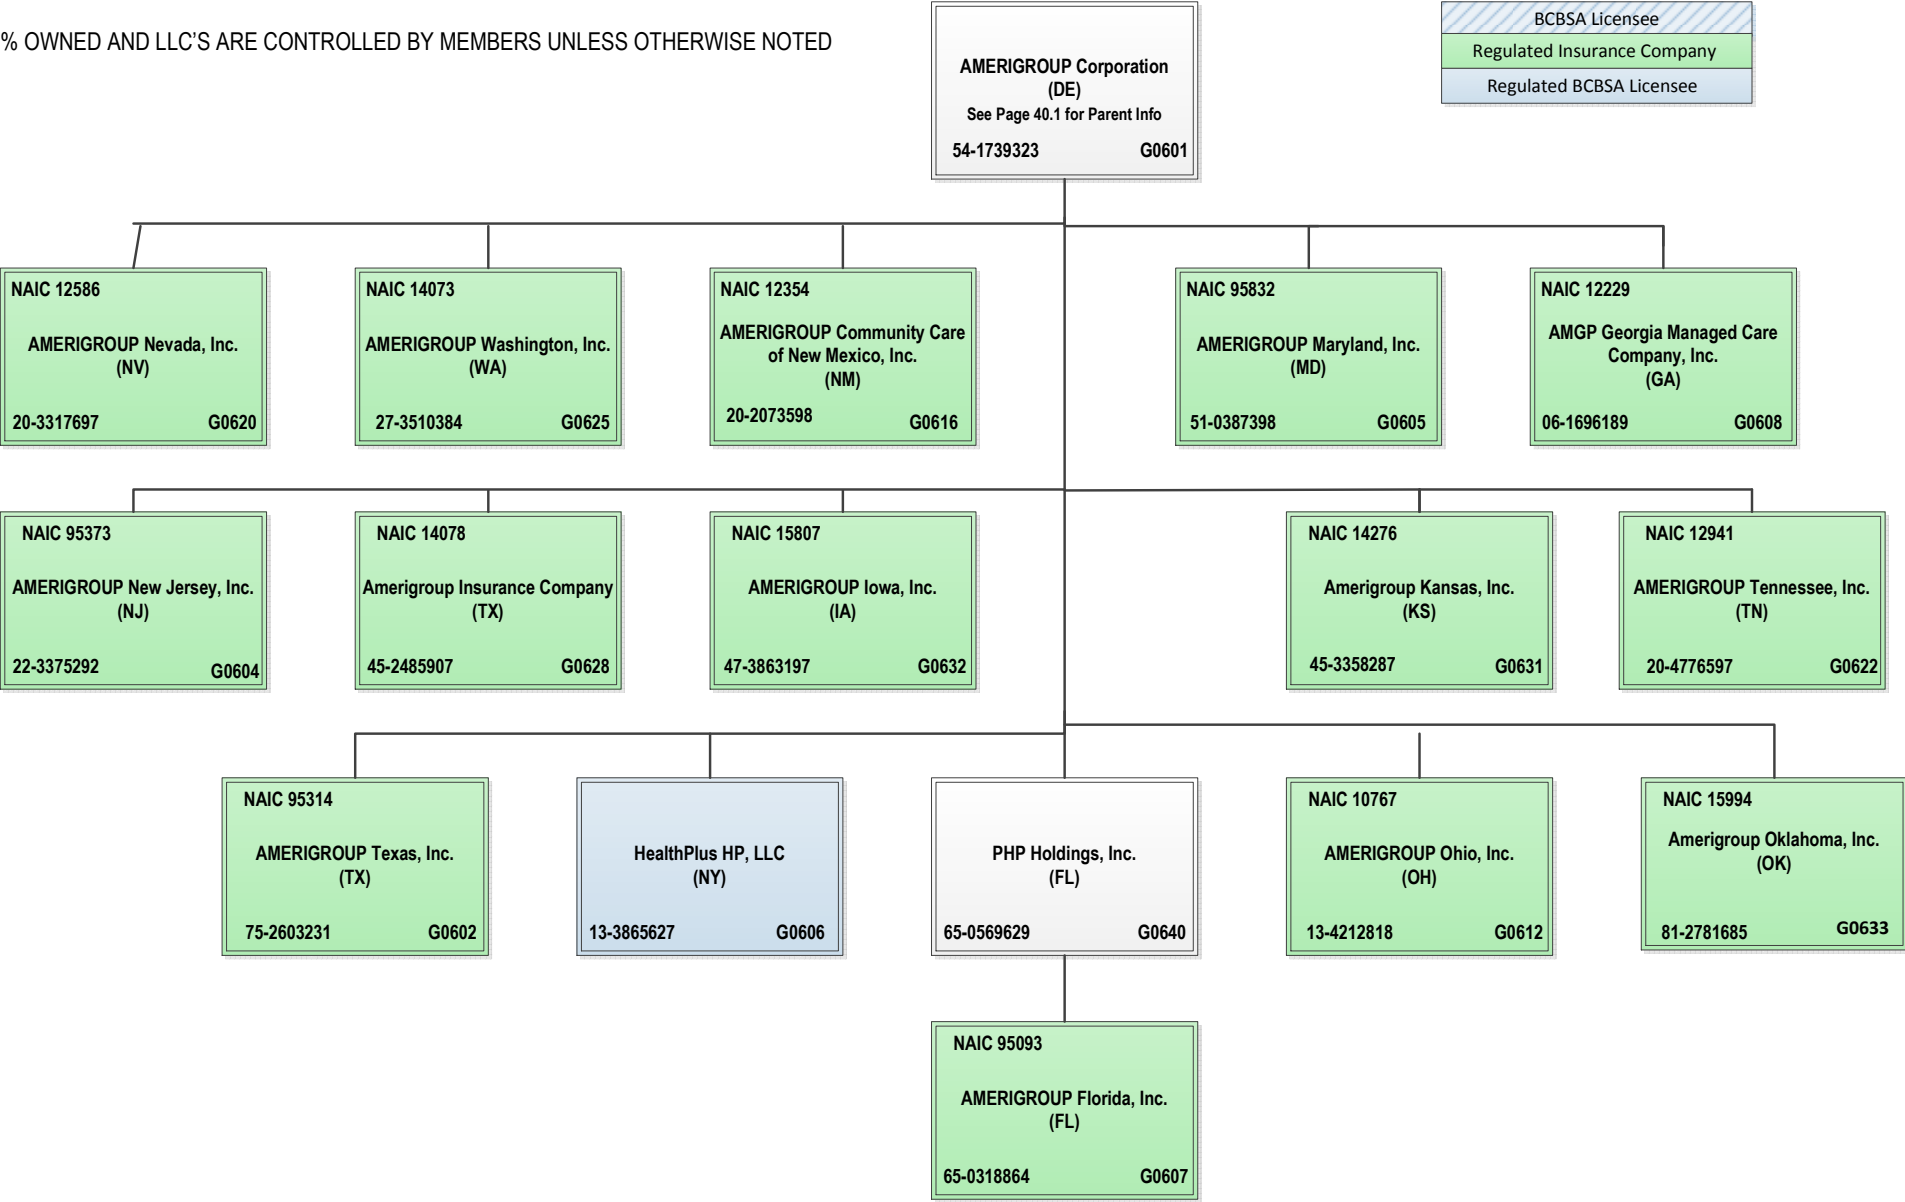 % OWNED AND LLC'S ARE CONTROLLED BY MEMBERS UNLESS OTHERWISE NOTED
BCBSA Licensee
Regulated Insurance Company
Regulated BCBSA Licensee
AMERIGROUP Corporation
(DE)
See Page 40.1 for Parent Info
54-1739323 G0601
NAIC 12586
AMERIGROUP Nevada, Inc.
(NV)
20-3317697 G0620
NAIC 14073
AMERIGROUP Washington, Inc.
(WA)
27-3510384 G0625
NAIC 12354
AMERIGROUP Community Care
of New Mexico, Inc.
(NM)
20-2073598 G0616
NAIC 95832
AMERIGROUP Maryland, Inc.
(MD)
51-0387398 G0605
NAIC 12229
AMGP Georgia Managed Care
Company, Inc.
(GA)
06-1696189 G0608
NAIC 95373
AMERIGROUP New Jersey, Inc.
(NJ)
22-3375292 G0604
NAIC 14078
Amerigroup Insurance Company
(TX)
45-2485907 G0628
NAIC 15807
AMERIGROUP Iowa, Inc.
(IA)
47-3863197 G0632
NAIC 14276
Amerigroup Kansas, Inc.
(KS)
45-3358287 G0631
NAIC 12941
AMERIGROUP Tennessee, Inc.
(TN)
20-4776597 G0622
NAIC 95314
AMERIGROUP Texas, Inc.
(TX)
75-2603231 G0602
HealthPlus HP, LLC
(NY)
13-3865627 G0606
PHP Holdings, Inc.
(FL)
65-0569629 G0640
NAIC 10767
AMERIGROUP Ohio, Inc.
(OH)
13-4212818 G0612
NAIC 15994
Amerigroup Oklahoma, Inc.
(OK)
81-2781685 G0633
NAIC 95093
AMERIGROUP Florida, Inc.
(FL)
65-0318864 G0607